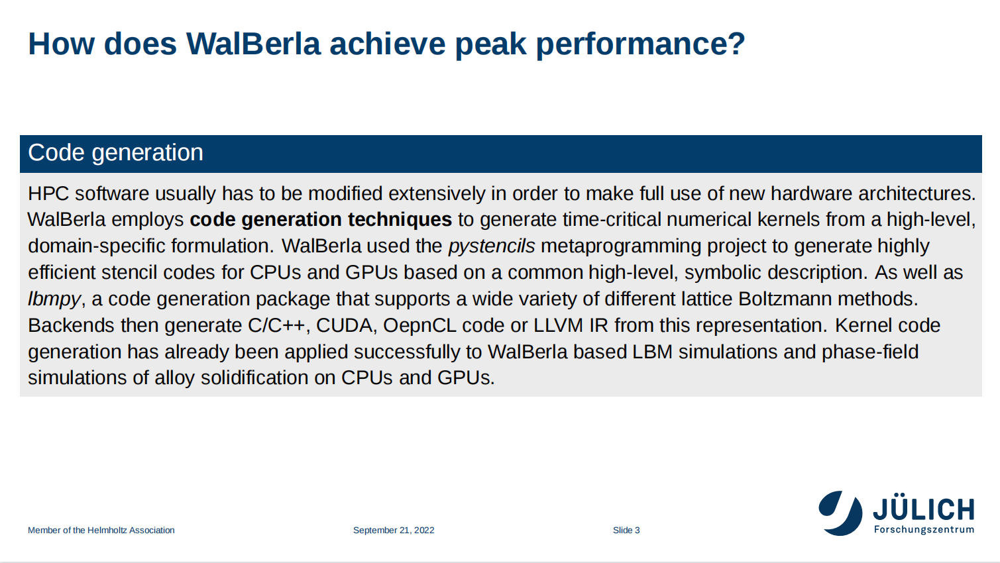 How does WalBerla achieve peak performance?
Code generation
HPC software usually has to be modified extensively in order to make full use of new hardware architectures.
WalBerla employs code generation techniques to generate time-critical numerical kernels from a high-level,
domain-specific formulation. WalBerla used the pystencils metaprogramming project to generate highly
efficient stencil codes for CPUs and GPUs based on a common high-level, symbolic description. As well as
lbmpy, a code generation package that supports a wide variety of different lattice Boltzmann methods.
Backends then generate C/C++, CUDA, OepnCL code or LLVM IR from this representation. Kernel code
generation has already been applied successfully to WalBerla based LBM simulations and phase-field
simulations of alloy solidification on CPUs and GPUs.
Member of the Helmholtz Association
September 21, 2022
Slide 3
JÜLICH
Forschungszentrum